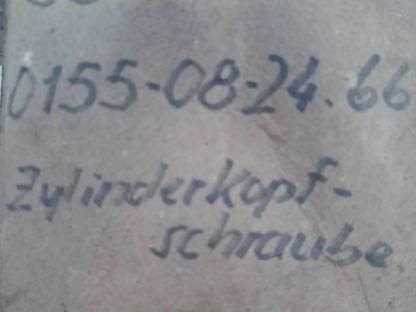 0155-08-24.66
Zylinderkopf-
schraube